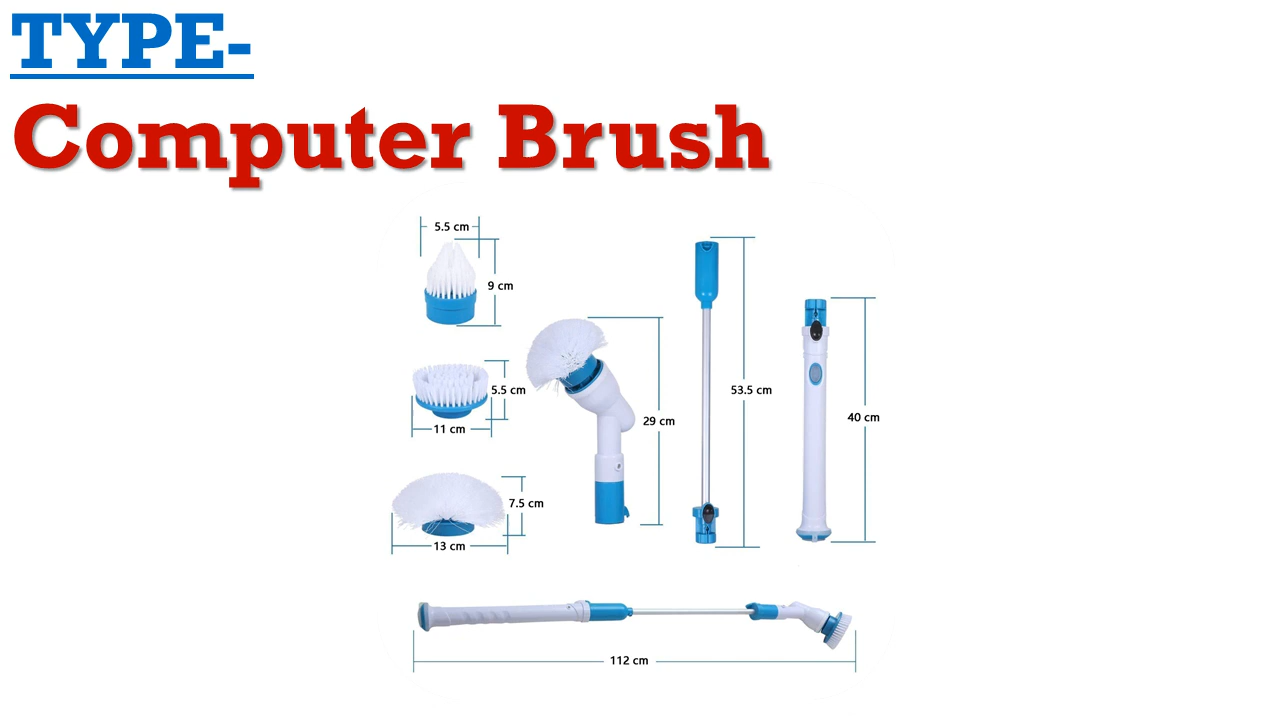 TYPE-
Computer Brush
5.5 cm
9 cm
5.5 cm
11 cm
7.5 cm
13 cm
29 cm
53.5 cm
40 cm
112 cm